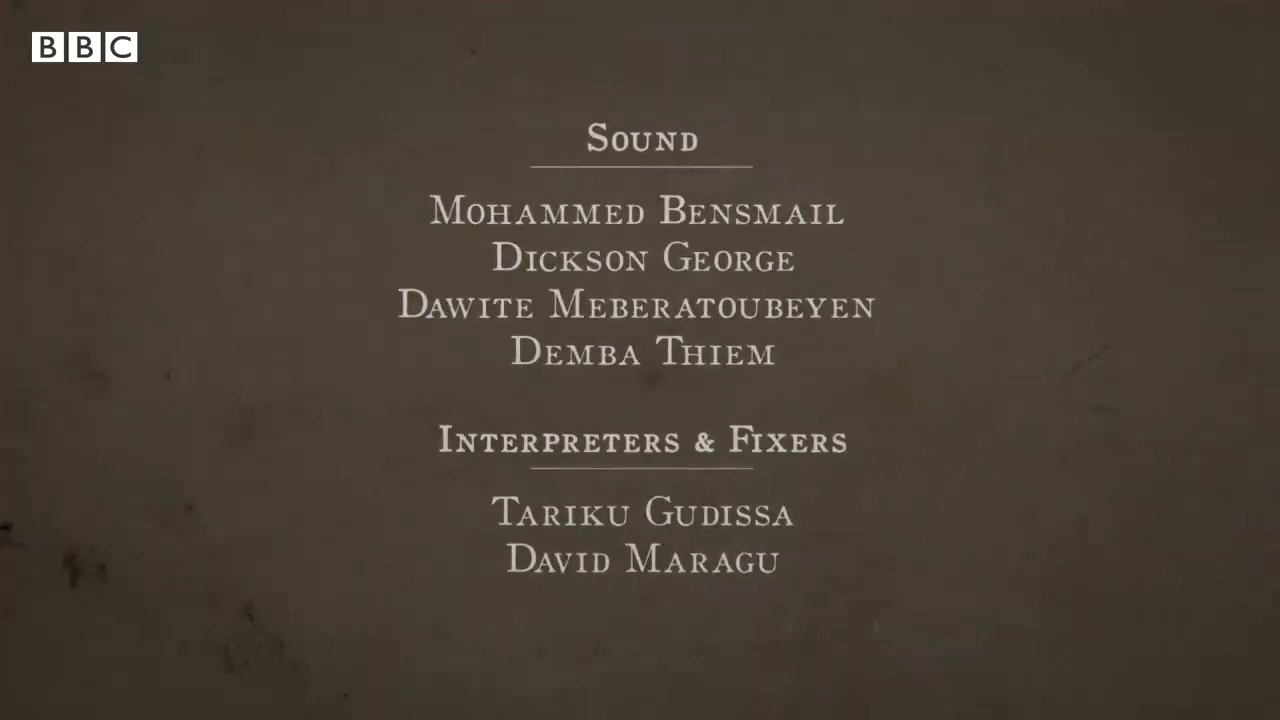 BBC
SOUND
MOHAMMED BENSMAIL
DICKSON GEORGE
DAWITE MEBERATOUBEYEN
DEMBA THIEM
INTERPRETERS & FIXERS
TARIKU GUDISSA
DAVID MARAGU